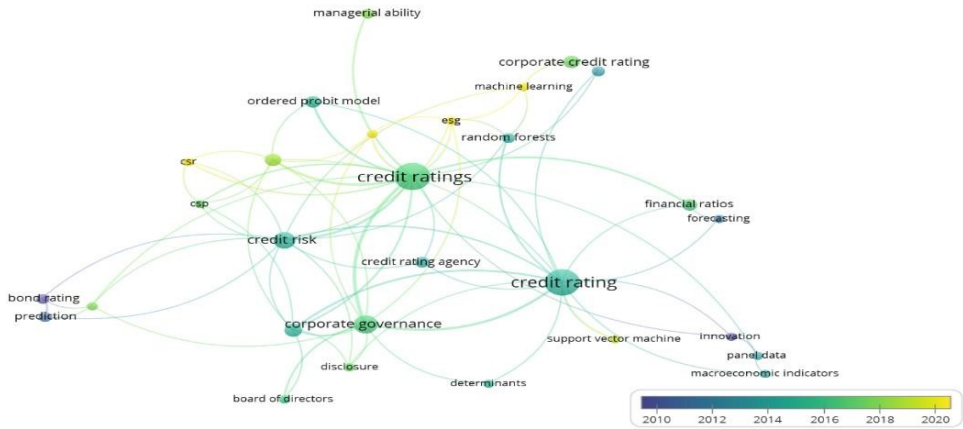 managerial ability
corporate credit rating
machine learning
ordered probit model
esg
random forests
csr
credit ratings
csp
financial ratios
forecasting
credit risk
credit rating agency
credit rating
bond rating
prediction
corporate governance
innovation
support vector machine
panel data
disclosure
macroeconomic indicators
determinants
board of directors
2010 2012 2014 2016 2018 2020